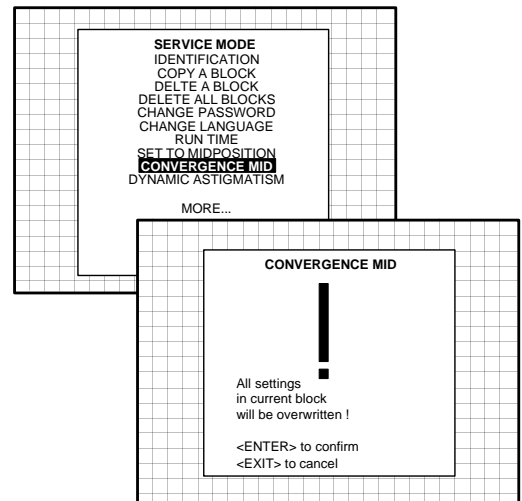 SERVICE MODE
IDENTIFICATION
COPY A BLOCK
DELTE A BLOCK
DELETE ALL BLOCKS
CHANGE PASSWORD
CHANGE LANGUAGE
RUN TIME
SET TO MIDPOSITION
CONVERGENCE MID
DYNAMIC ASTIGMATISM
MORE...
CONVERGENCE MID
!
All settings
in current block
will be overwritten !
<ENTER> to confirm
<EXIT> to cancel